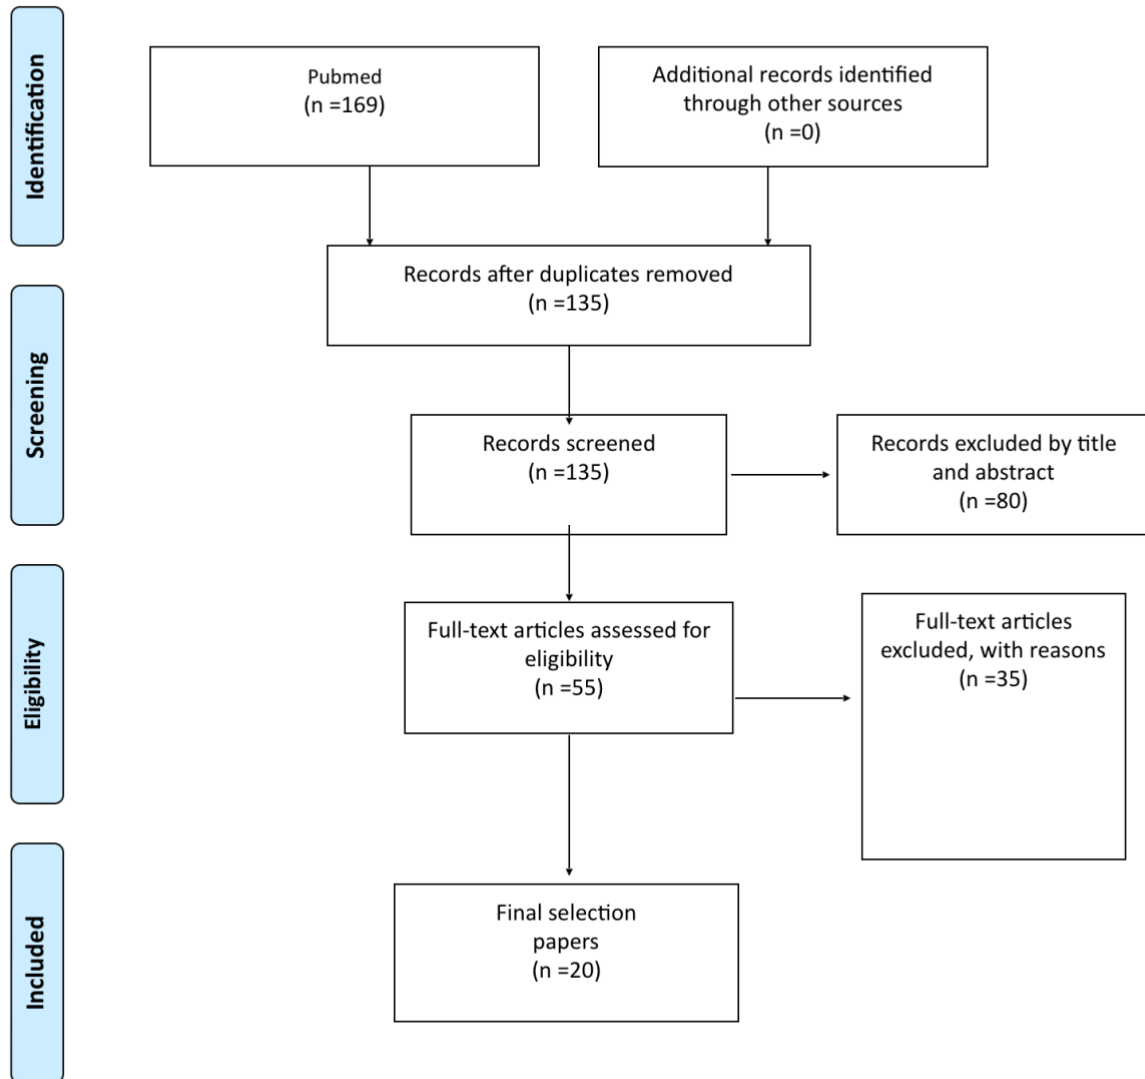 Identification
Pubmed
(n =169)
Additional records identified
through other sources
(n =0)
Records after duplicates removed
(n =135)
Screening
Records screened
(n =135)
Records excluded by title
and abstract
(n =80)
Eligibility
Full-text articles assessed for
eligibility
(n =55)
Full-text articles
excluded, with reasons
(n =35)
Included
Final selection
papers
(n =20)